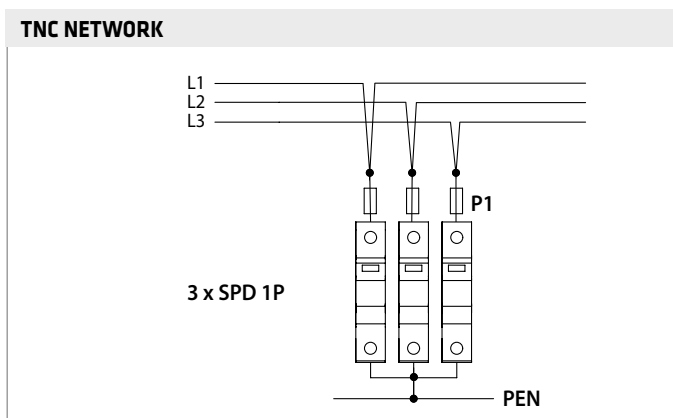 TNC NETWORK
L1
L2
L3
P1
3 x SPD 1P
PEN